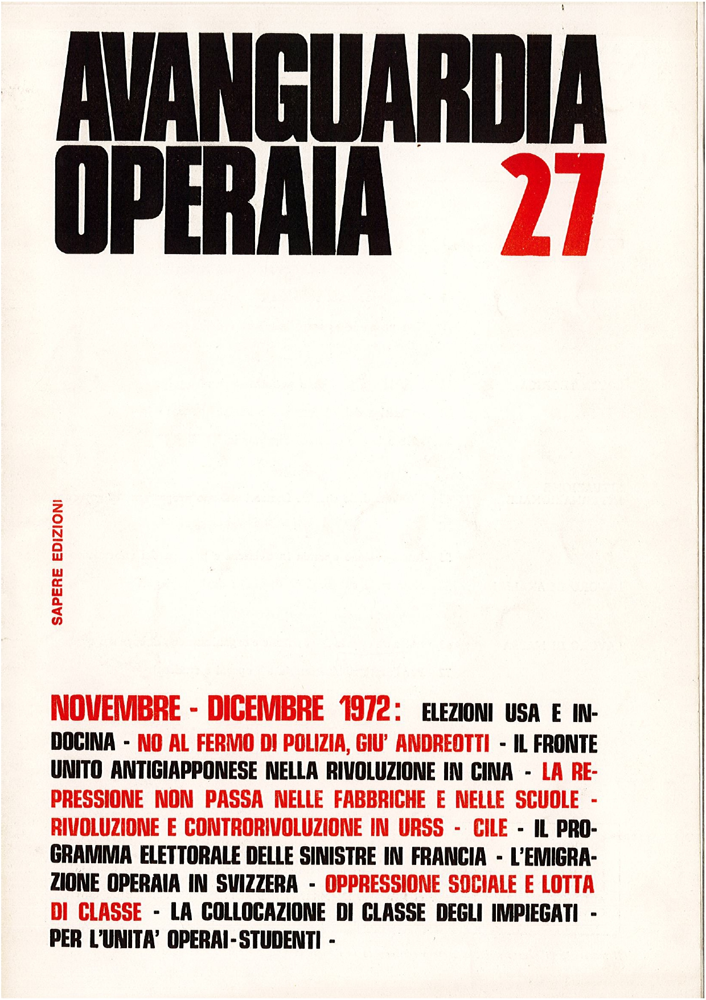 AVANGUARDIA
OPERAIA 27
SAPERE EDIZIONI
NOVEMBRE - DICEMBRE 1972: ELEZIONI USA E IN-
DOCINA - NO AL FERMO DI POLIZIA, GIU' ANDREOTTI - IL FRONTE
UNITO ANTIGIAPPONESE NELLA RIVOLUZIONE IN CINA - LA RE-
PRESSIONE NON PASSA NELLE FABBRICHE E NELLE SCUOLE -
RIVOLUZIONE E CONTRORIVOLUZIONE IN URSS - CILE - IL PRO-
GRAMMA ELETTORALE DELLE SINISTRE IN FRANCIA - L'EMIGRA-
ZIONE OPERAIA IN SVIZZERA - OPPRESSIONE SOCIALE E LOTTA
DI CLASSE - LA COLLOCAZIONE DI CLASSE DEGLI IMPIEGATI -
PER L'UNITA' OPERAI-STUDENTI -